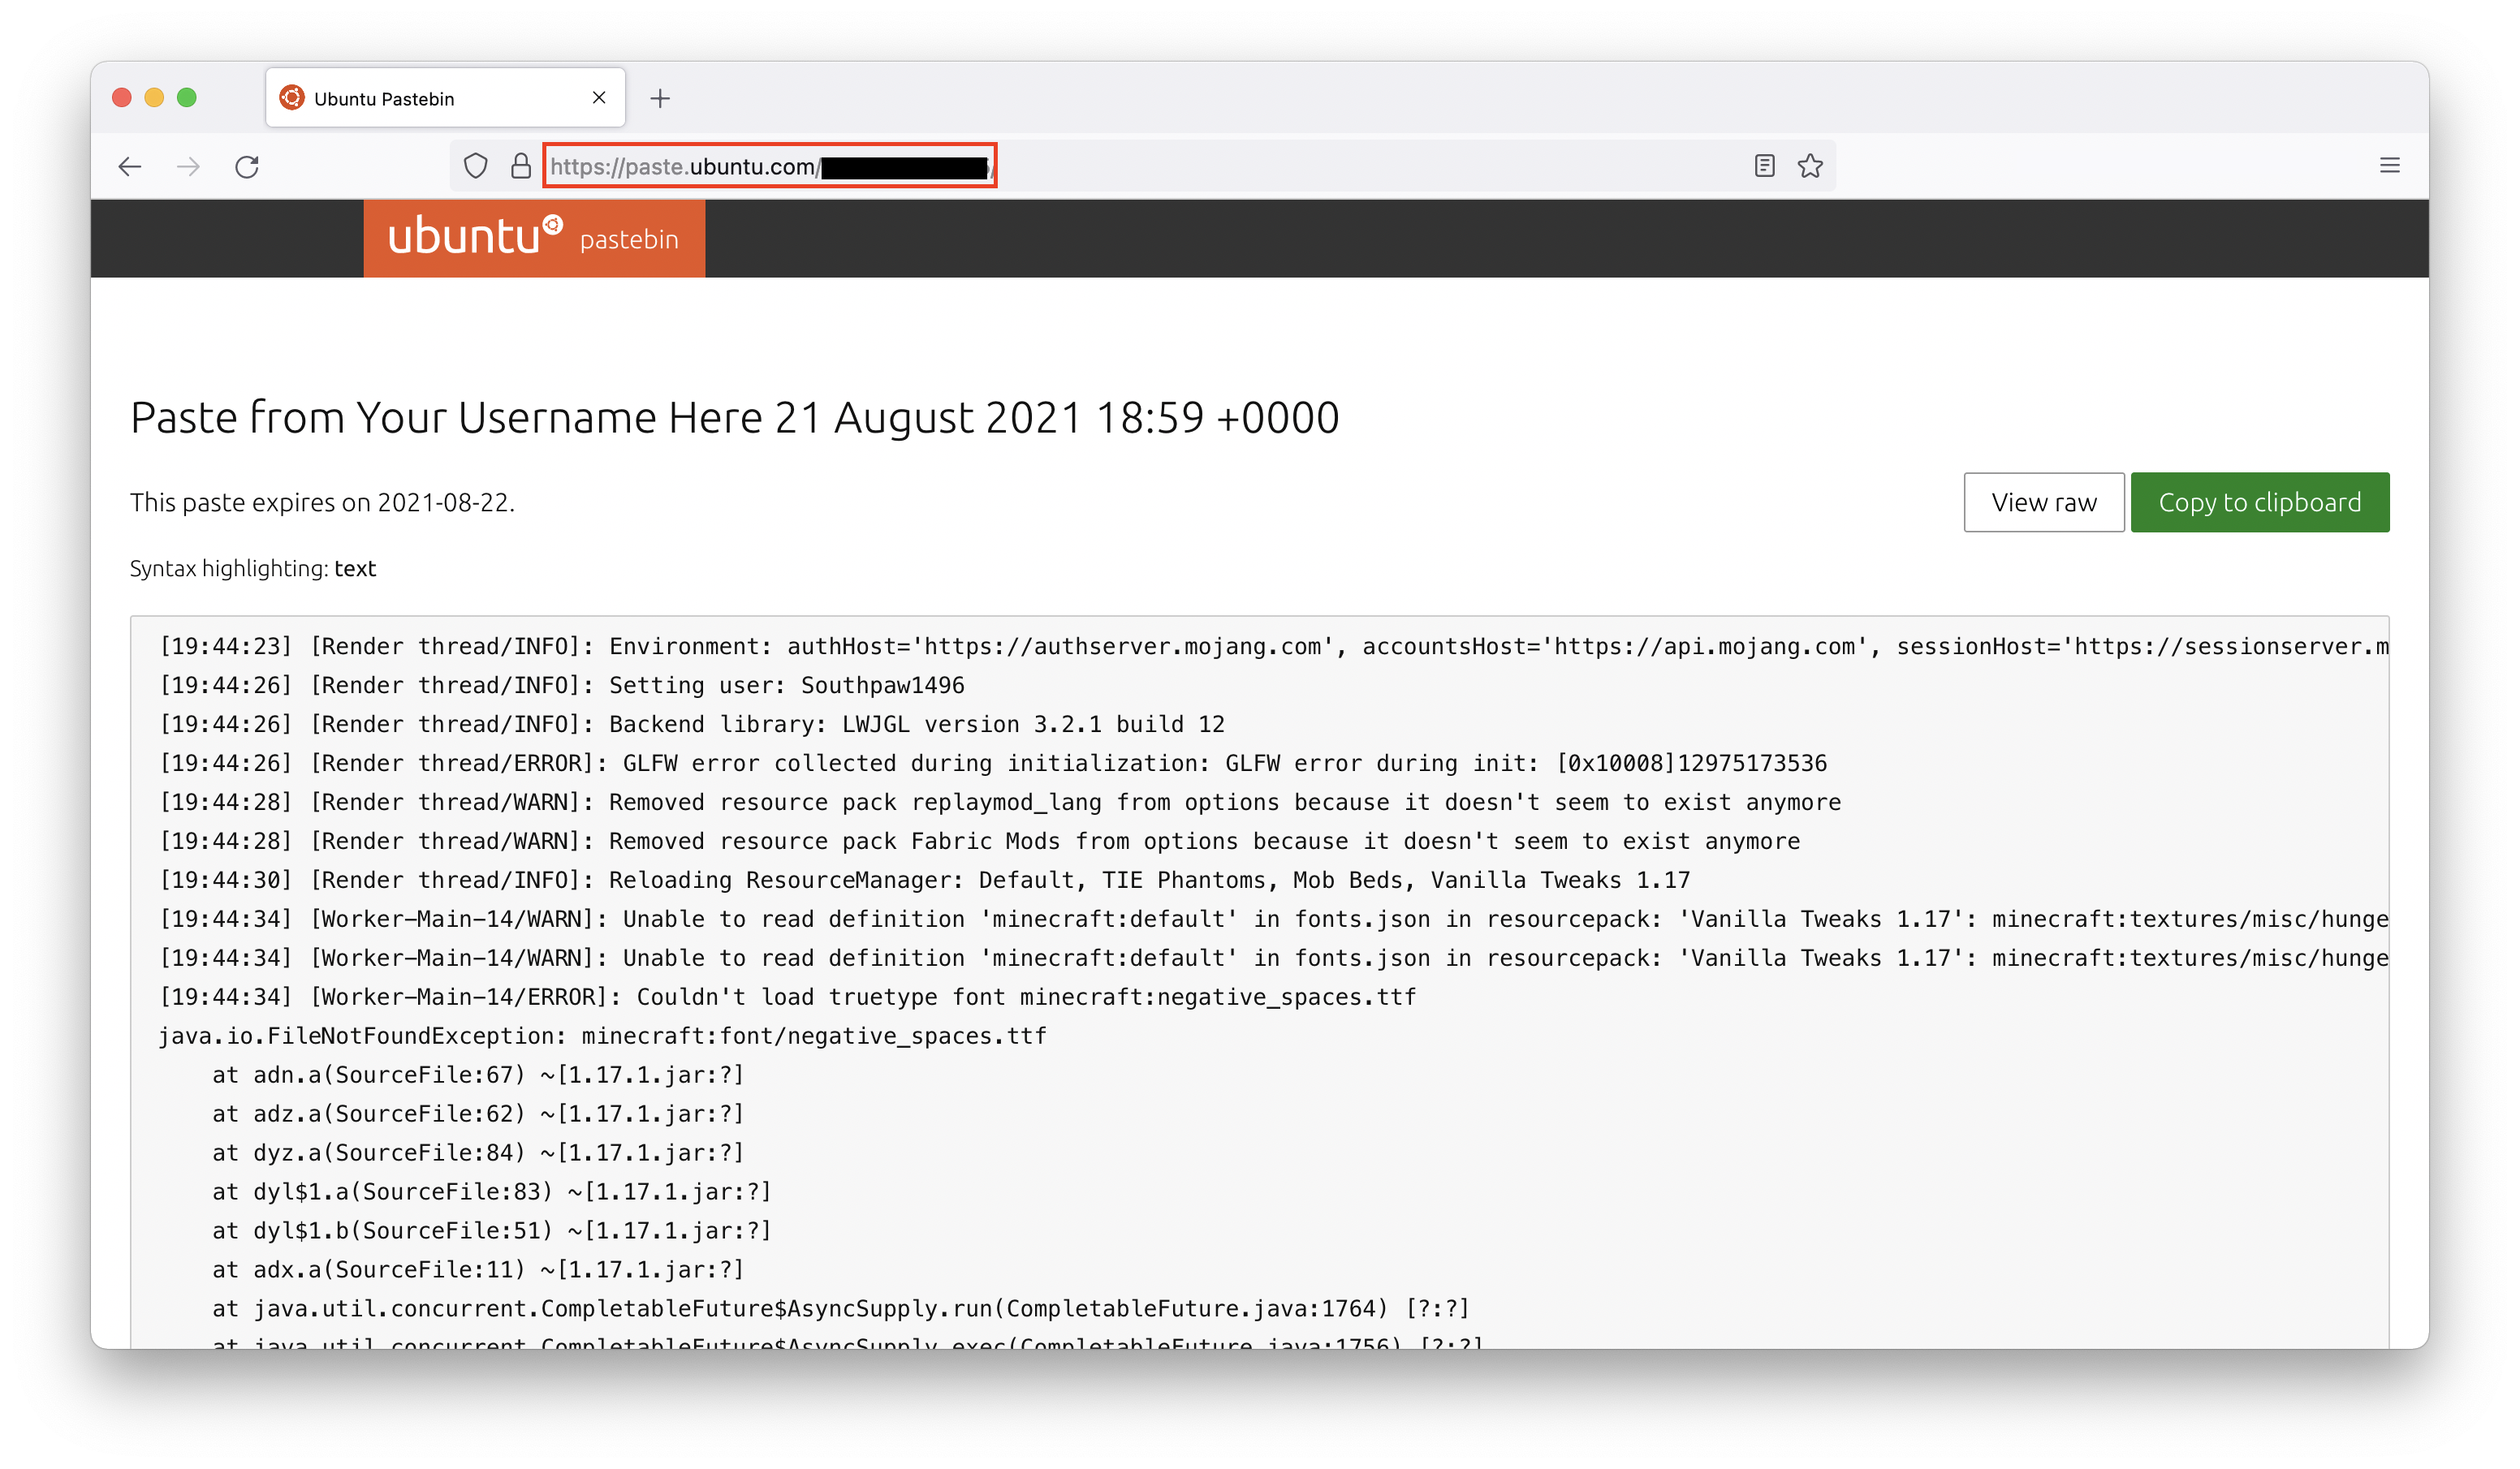 Ubuntu Pastebin
https://paste.ubuntu.com/
ubuntu pastebin
Paste from Your Username Here 21 August 2021 18:59 +0000
This paste expires on 2021-08-22.
View raw
Copy to clipboard
Syntax highlighting: text
[19:44:23] [Render thread/INFO]: Environment: authHost='https://authserver.mojang.com', accountsHost='https://api.mojang.com', sessionHost='https://sessionserver.m
[19:44:26] [Render thread/INFO]: Setting user: Southpaw1496
[19:44:26] [Render thread/INFO]: Backend library: LWJGL version 3.2.1 build 12
[19:44:26] [Render thread/ERROR]: GLFW error collected during initialization: GLFW error during init: [0x10008]12975173536
[19:44:28] [Render thread/WARN]: Removed resource pack replaymod_lang from options because it doesn't seem to exist anymore
[19:44:28] [Render thread/WARN]: Removed resource pack Fabric Mods from options because it doesn't seem to exist anymore
[19:44:30] [Render thread/INFO]: Reloading ResourceManager: Default, TIE Phantoms, Mob Beds, Vanilla Tweaks 1.17
[19:44:34] [Worker-Main-14/WARN]: Unable to read definition 'minecraft:default' in fonts.json in resourcepack: 'Vanilla Tweaks 1.17': minecraft:textures/misc/hunge
[19:44:34] [Worker-Main-14/WARN]: Unable to read definition 'minecraft:default' in fonts.json in resourcepack: 'Vanilla Tweaks 1.17': minecraft:textures/misc/hunge
[19:44:34] [Worker-Main-14/ERROR]: Couldn't load truetype font minecraft:negative_spaces.ttf
java.io.FileNotFoundException: minecraft:font/negative_spaces.ttf
at adn.a(SourceFile:67) ~[1.17.1.jar:?]
at adz.a(SourceFile:62) ~[1.17.1.jar:?]
at dyz.a(SourceFile:84) ~[1.17.1.jar:?]
at dyl$1.a(SourceFile:83) ~[1.17.1.jar:?]
at dyl$1.b(SourceFile:51) ~[1.17.1.jar:?]
at adx.a(SourceFile:11) ~[1.17.1.jar:?]
at java.util.concurrent.CompletableFuture$AsyncSupply.run(CompletableFuture.java:1764) [?:?]
at java.util.concurrent.CompletableFuture$AsyncSupply.exec(CompletableFuture.java:1756) [?:?]